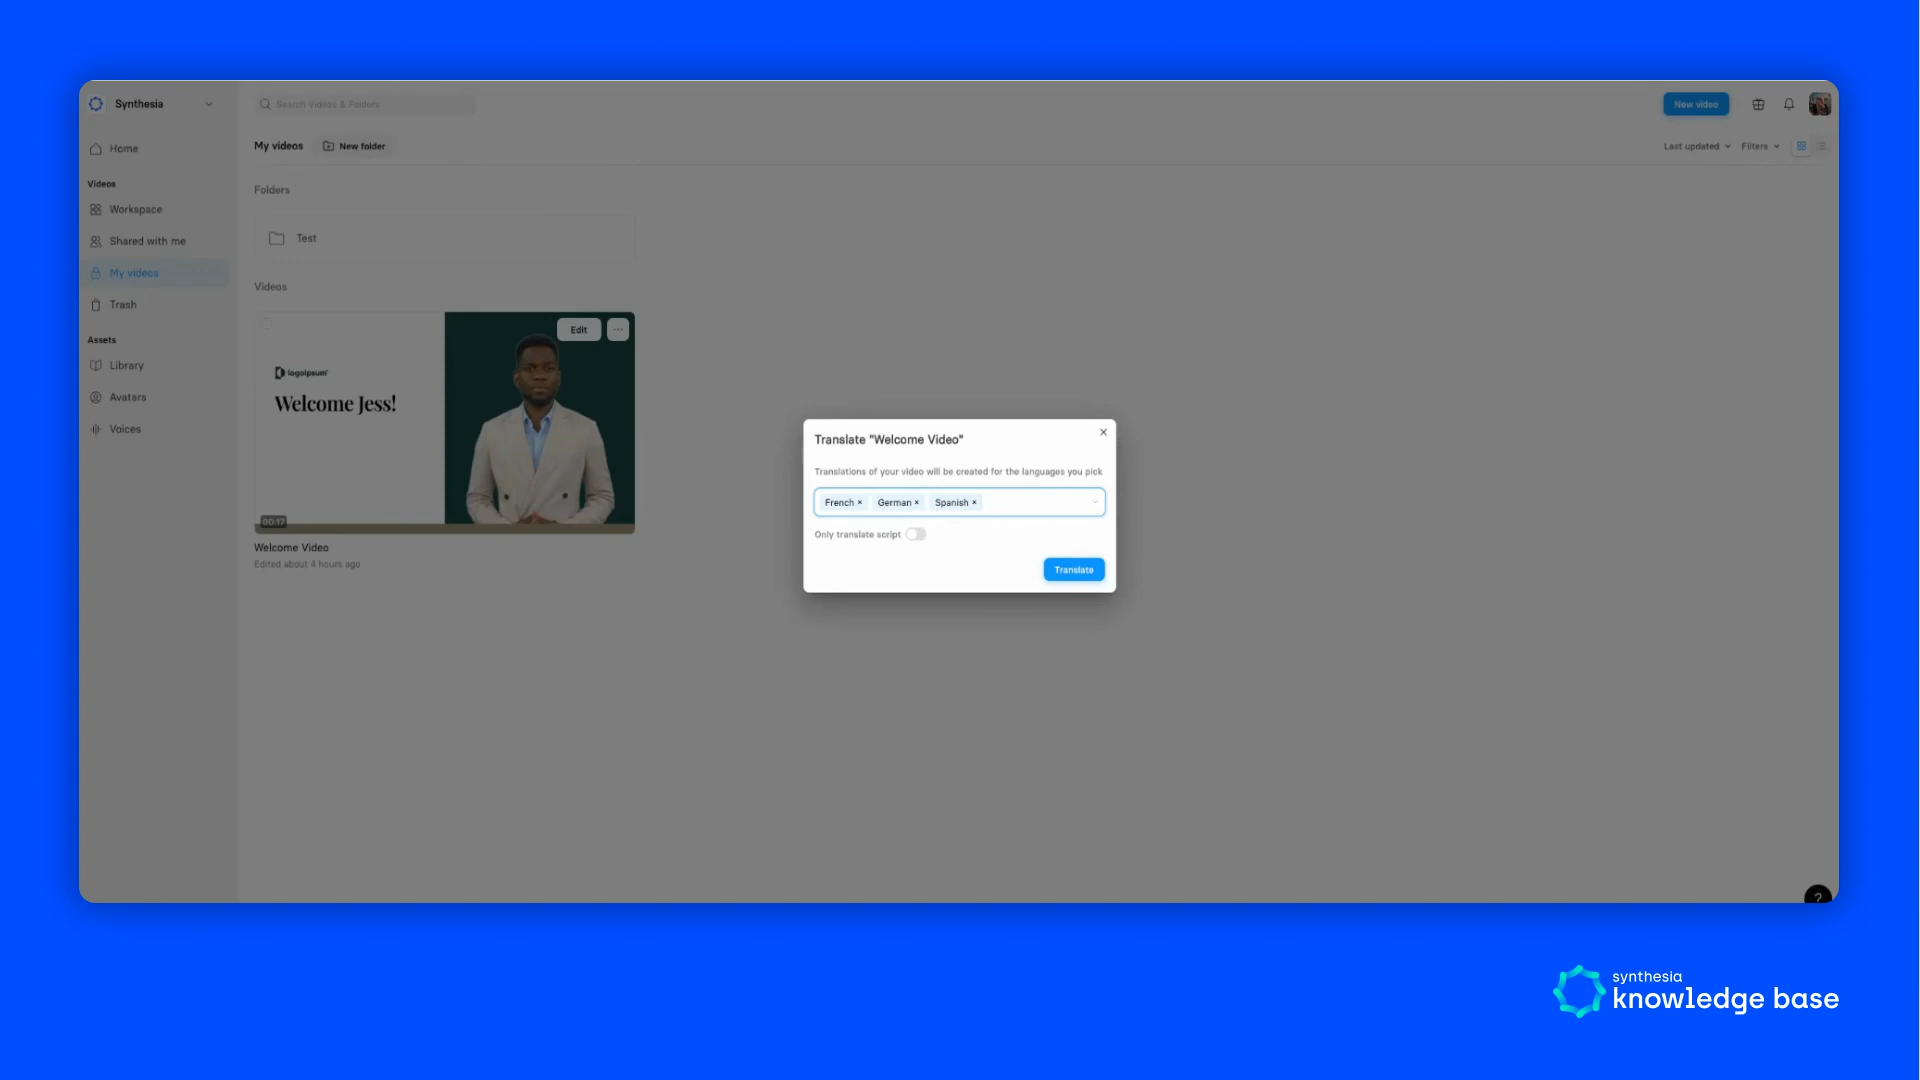 Synthesia
Search Videos & Folders
New video
Home
My videos
New folder
Last updated
Filters
Videos
Workspace
Shared with me
My videos
Trash
Assets
Library
Avatars
Voices
Folders
Test
Videos
Edit
...
logoipsum
Welcome Jess!
00:17
Welcome Video
Edited about 4 hours ago
Translate "Welcome Video"
Translations of your video will be created for the languages you pick
French × German × Spanish ×
Only translate script
Translate
?
synthesia
knowledge base